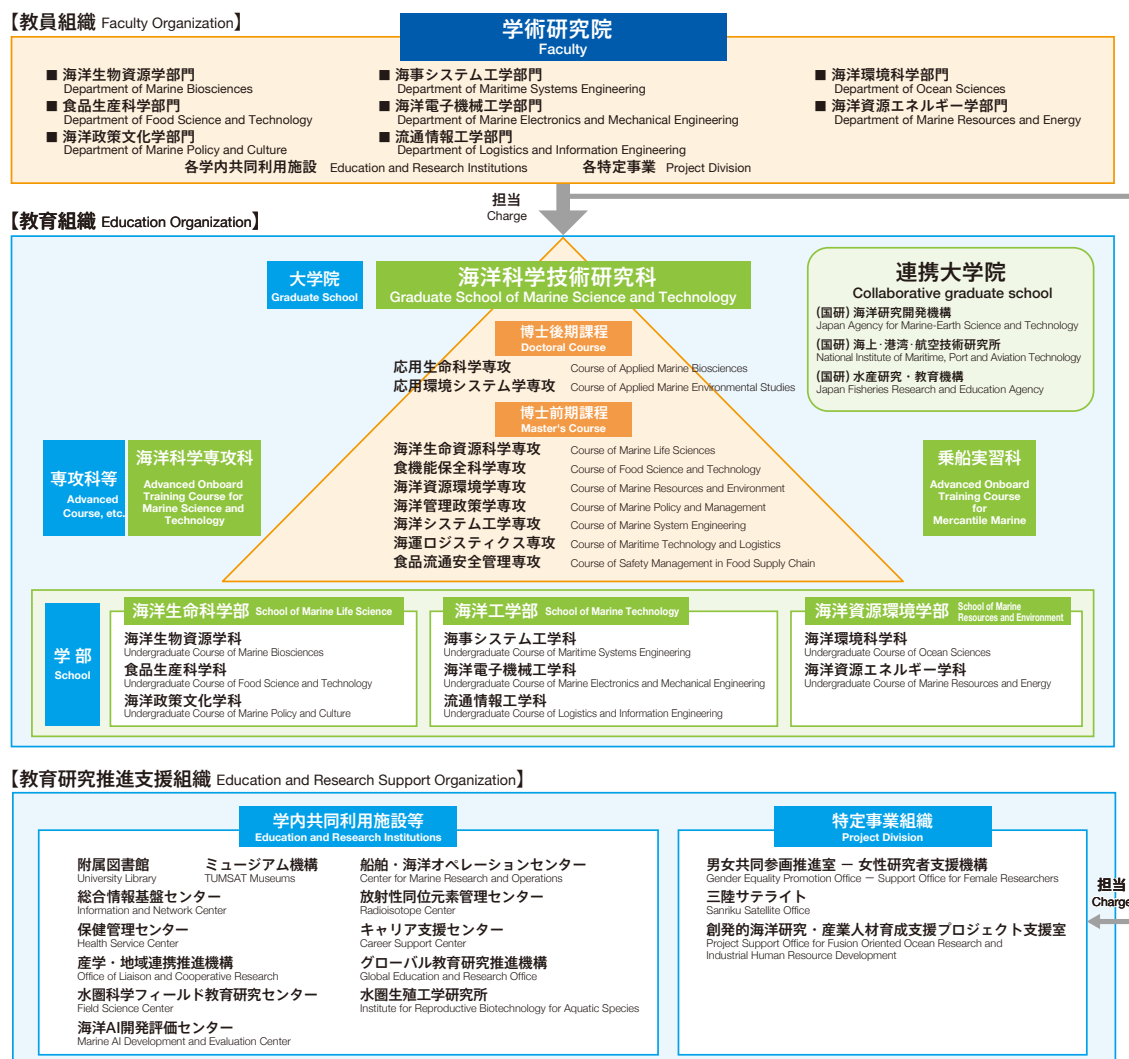 【教員組織 Faculty Organization】
学術研究院
Faculty
■ 海洋生物資源学部門
Department of Marine Biosciences
■ 食品生産科学部門
Department of Food Science and Technology
■ 海洋政策文化学部門
Department of Marine Policy and Culture
■ 海事システム工学部門
Department of Maritime Systems Engineering
■ 海洋電子機械工学部門
Department of Marine Electronics and Mechanical Engineering
■ 流通情報工学部門
Department of Logistics and Information Engineering
■ 海洋環境科学部門
Department of Ocean Sciences
■ 海洋資源エネルギー学部門
Department of Marine Resources and Energy
各学内共同利用施設 Education and Research Institutions 各特定事業 Project Division
担当
Charge
【教育組織 Education Organization】
大学院
Graduate School
海洋科学技術研究科
Graduate School of Marine Science and Technology
連携大学院
Collaborative graduate school
(国研) 海洋研究開発機構
Japan Agency for Marine-Earth Science and Technology
(国研) 海上・港湾・航空技術研究所
National Institute of Maritime, Port and Aviation Technology
(国研) 水産研究・教育機構
Japan Fisheries Research and Education Agency
博士後期課程
Doctoral Course
応用生命科学専攻 Course of Applied Marine Biosciences
応用環境システム学専攻 Course of Applied Marine Environmental Studies
博士前期課程
Master's Course
海洋生命資源科学専攻 Course of Marine Life Sciences
食機能保全科学専攻 Course of Food Science and Technology
海洋資源環境学専攻 Course of Marine Resources and Environment
海洋管理政策学専攻 Course of Marine Policy and Management
海洋システム工学専攻 Course of Marine System Engineering
海運ロジスティクス専攻 Course of Maritime Technology and Logistics
食品流通安全管理専攻 Course of Safety Management in Food Supply Chain
専攻科等
Advanced
Course, etc.
海洋科学専攻科
Advanced Onboard
Training Course for
Marine Science and
Technology
乗船実習科
Advanced Onboard
Training Course
for
Mercantile Marine
学 部
School
海洋生命科学部 School of Marine Life Science
海洋生物資源学科
Undergraduate Course of Marine Biosciences
食品生産科学科
Undergraduate Course of Food Science and Technology
海洋政策文化学科
Undergraduate Course of Marine Policy and Culture
海洋工学部 School of Marine Technology
海事システム工学科
Undergraduate Course of Maritime Systems Engineering
海洋電子機械工学科
Undergraduate Course of Marine Electronics and Mechanical Engineering
流通情報工学科
Undergraduate Course of Logistics and Information Engineering
海洋資源環境学部 School of Marine
Resources and Environment
海洋環境科学科
Undergraduate Course of Ocean Sciences
海洋資源エネルギー学科
Undergraduate Course of Marine Resources and Energy
【教育研究推進支援組織 Education and Research Support Organization】
学内共同利用施設等
Education and Research Institutions
附属図書館
University Library
ミュージアム機構
TUMSAT Museums
総合情報基盤センター
Information and Network Center
保健管理センター
Health Service Center
産学・地域連携推進機構
Office of Liaison and Cooperative Research
水圏科学フィールド教育研究センター
Field Science Center
海洋AI開発評価センター
Marine AI Development and Evaluation Center
船舶・海洋オペレーションセンター
Center for Marine Research and Operations
放射性同位元素管理センター
Radioisotope Center
キャリア支援センター
Career Support Center
グローバル教育研究推進機構
Global Education and Research Office
水圏生殖工学研究所
Institute for Reproductive Biotechnology for Aquatic Species
特定事業組織
Project Division
男女共同参画推進室 － 女性研究者支援機構
Gender Equality Promotion Office － Support Office for Female Researchers
三陸サテライト
Sanriku Satellite Office
創発的海洋研究・産業人材育成支援プロジェクト支援室
Project Support Office for Fusion Oriented Ocean Research and
Industrial Human Resource Development
担当
Charge